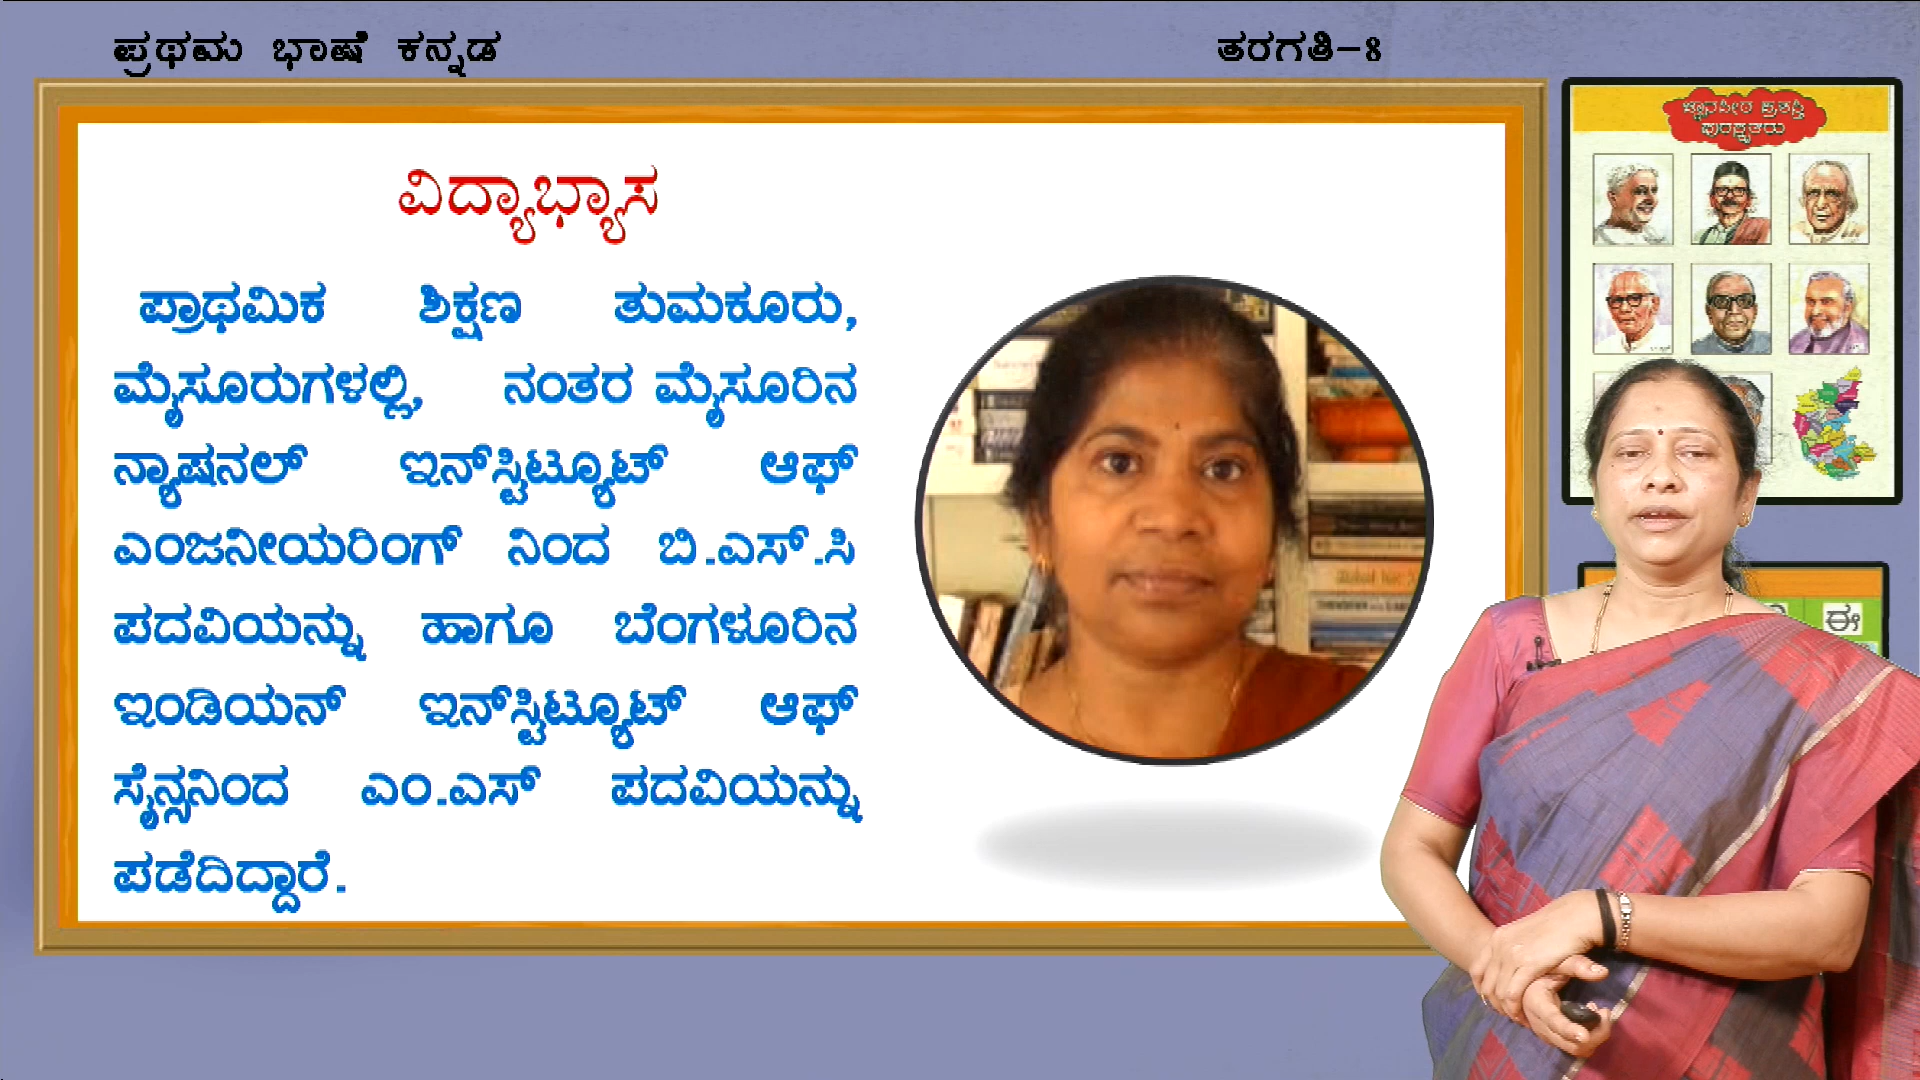 ಪ್ರಥಮ ಭಾಷೆ ಕನ್ನಡ
ತರಗತಿ-8
ಜ್ಞಾನಪೀಠ ಪ್ರಶಸ್ತಿ
ಪುರಸ್ಕೃತರು
ವಿದ್ಯಾಭ್ಯಾಸ
ಪ್ರಾಥಮಿಕ ಶಿಕ್ಷಣ ತುಮಕೂರು,
ಮೈಸೂರುಗಳಲ್ಲಿ, ನಂತರ ಮೈಸೂರಿನ
ನ್ಯಾಷನಲ್ ಇನ್‌ಸ್ಟಿಟ್ಯೂಟ್ ಆಫ್
ಎಂಜನೀಯರಿಂಗ್ ನಿಂದ ಬಿ.ಎಸ್.ಸಿ
ಪದವಿಯನ್ನು ಹಾಗೂ ಬೆಂಗಳೂರಿನ
ಇಂಡಿಯನ್ ಇನ್‌ಸ್ಟಿಟ್ಯೂಟ್ ಆಫ್
ಸೈನ್ಸನಿಂದ ಎಂ.ಎಸ್ ಪದವಿಯನ್ನು
ಪಡೆದಿದ್ದಾರೆ.
ಈ